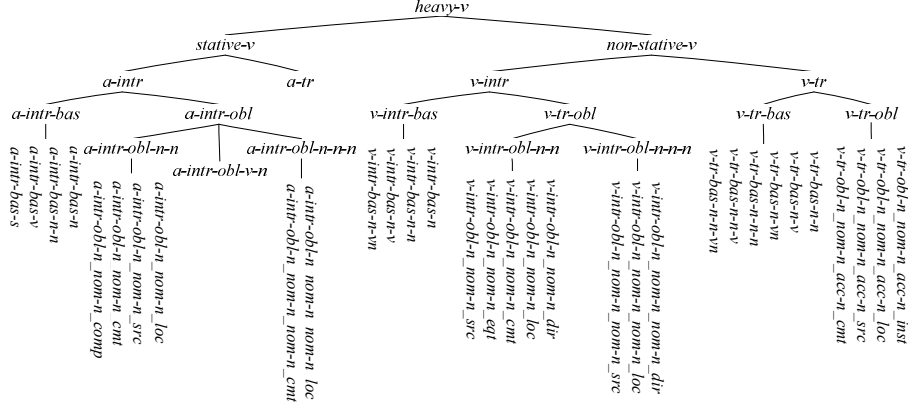 heavy-v
stative-v
non-stative-v
a-intr
a-tr
v-intr
v-tr
a-intr-bas
a-intr-obl
v-intr-bas
v-tr-obl
v-tr-bas
v-tr-obl
a-intr-obl-n-n
a-intr-obl-v-n
a-intr-obl-n-n-n
v-intr-obl-n-n
v-intr-obl-n-n-n
a-intr-bas-s
a-intr-bas-v
a-intr-bas-n-n
a-intr-bas-n
a-intr-obl-n_nom-n_comp
a-intr-obl-n_nom-n_cmt
a-intr-obl-n_nom-n_src
a-intr-obl-n_nom-n_loc
a-intr-obl-n_nom-n_nom-n_cmt
a-intr-obl-n_nom-n_nom-n_loc
v-intr-bas-n-vn
v-intr-bas-n-v
v-intr-bas-n-n
v-intr-bas-n
v-intr-obl-n_nom-n_src
v-intr-obl-n_nom-n_eqt
v-intr-obl-n_nom-n_cmt
v-intr-obl-n_nom-n_loc
v-intr-obl-n_nom-n_dir
v-intr-obl-n_nom-n_nom-n_src
v-intr-obl-n_nom-n_nom-n_loc
v-intr-obl-n_nom-n_nom-n_dir
v-tr-bas-n-n-vn
v-tr-bas-n-n-v
v-tr-bas-n-n-n
v-tr-bas-n-vn
v-tr-bas-n-v
v-tr-bas-n-n
v-tr-obl-n_nom-n_acc-n_cmt
v-tr-obl-n_nom-n_acc-n_src
v-tr-obl-n_nom-n_acc-n_loc
v-tr-obl-n_nom-n_acc-n_inst